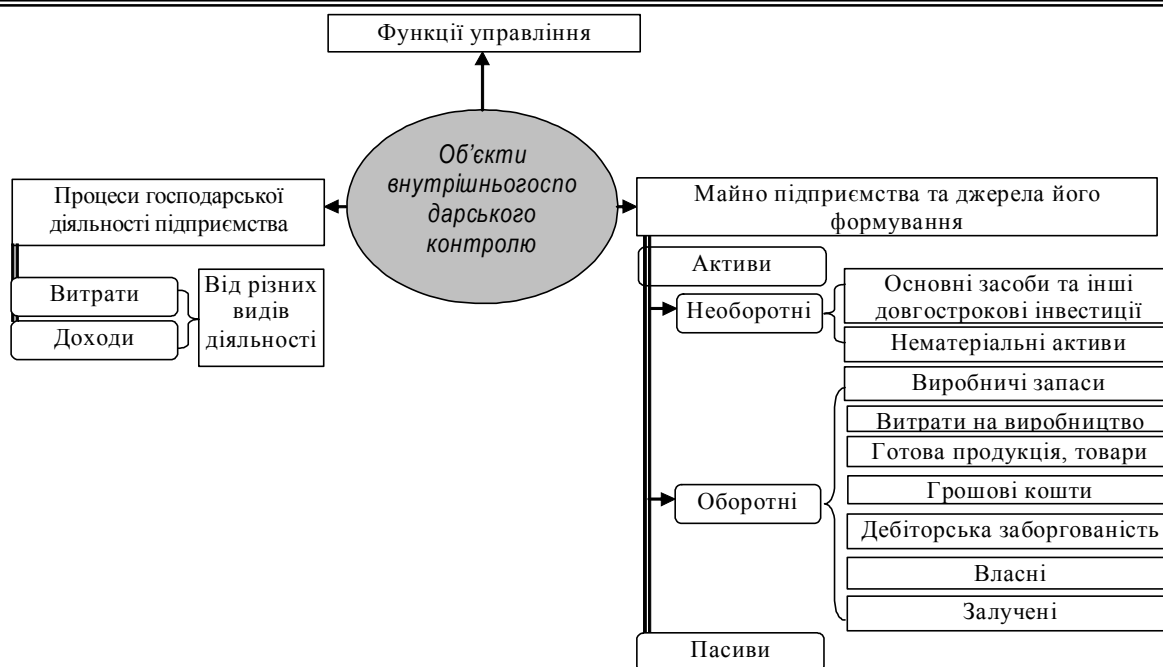 Функції управління
Об’єкти
внутрішньогоспо
дарського
контролю
Процеси господарської
діяльності підприємства
Витрати
Доходи
Від різних
видів
діяльності
Майно підприємства та джерела його
формування
Активи
Необоротні
Основні засоби та інші
довгострокові інвестиції
Нематеріальні активи
Оборотні
Виробничі запаси
Витрати на виробництво
Готова продукція, товари
Грошові кошти
Дебіторська заборгованість
Власні
Залучені
Пасиви